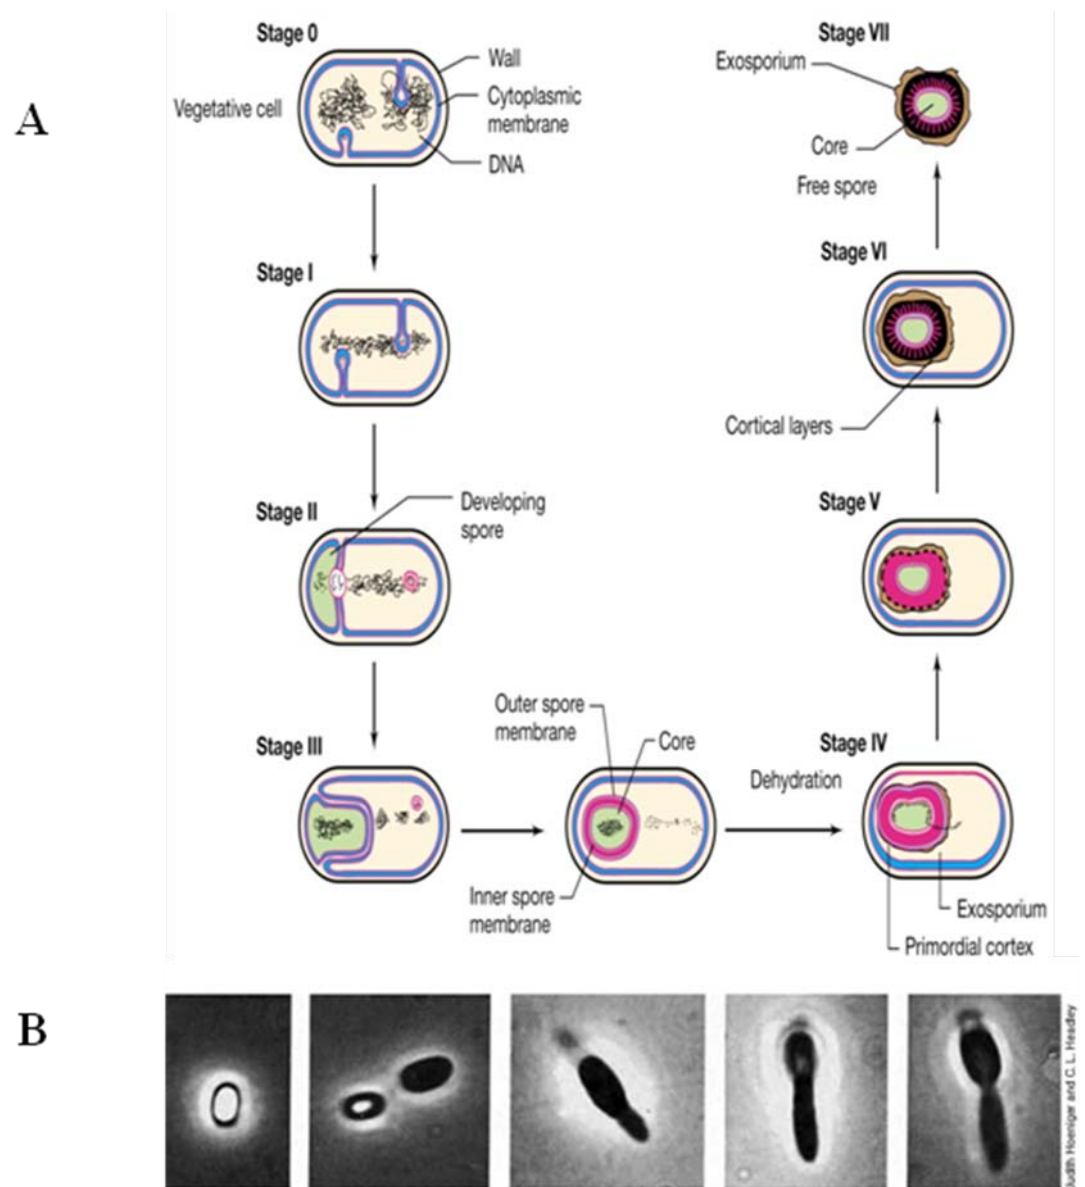 A
Stage 0
Wall
Vegetative cell
Cytoplasmic
membrane
DNA
Stage I
Stage II
Developing
spore
Stage III
Outer spore
membrane
Core
Inner spore
membrane
Dehydration
Stage IV
Exosporium
Primordial cortex
Stage V
Stage VI
Cortical layers
Stage VII
Exosporium
Core
Free spore
B
Judith Hoeniger and C. L. Headley